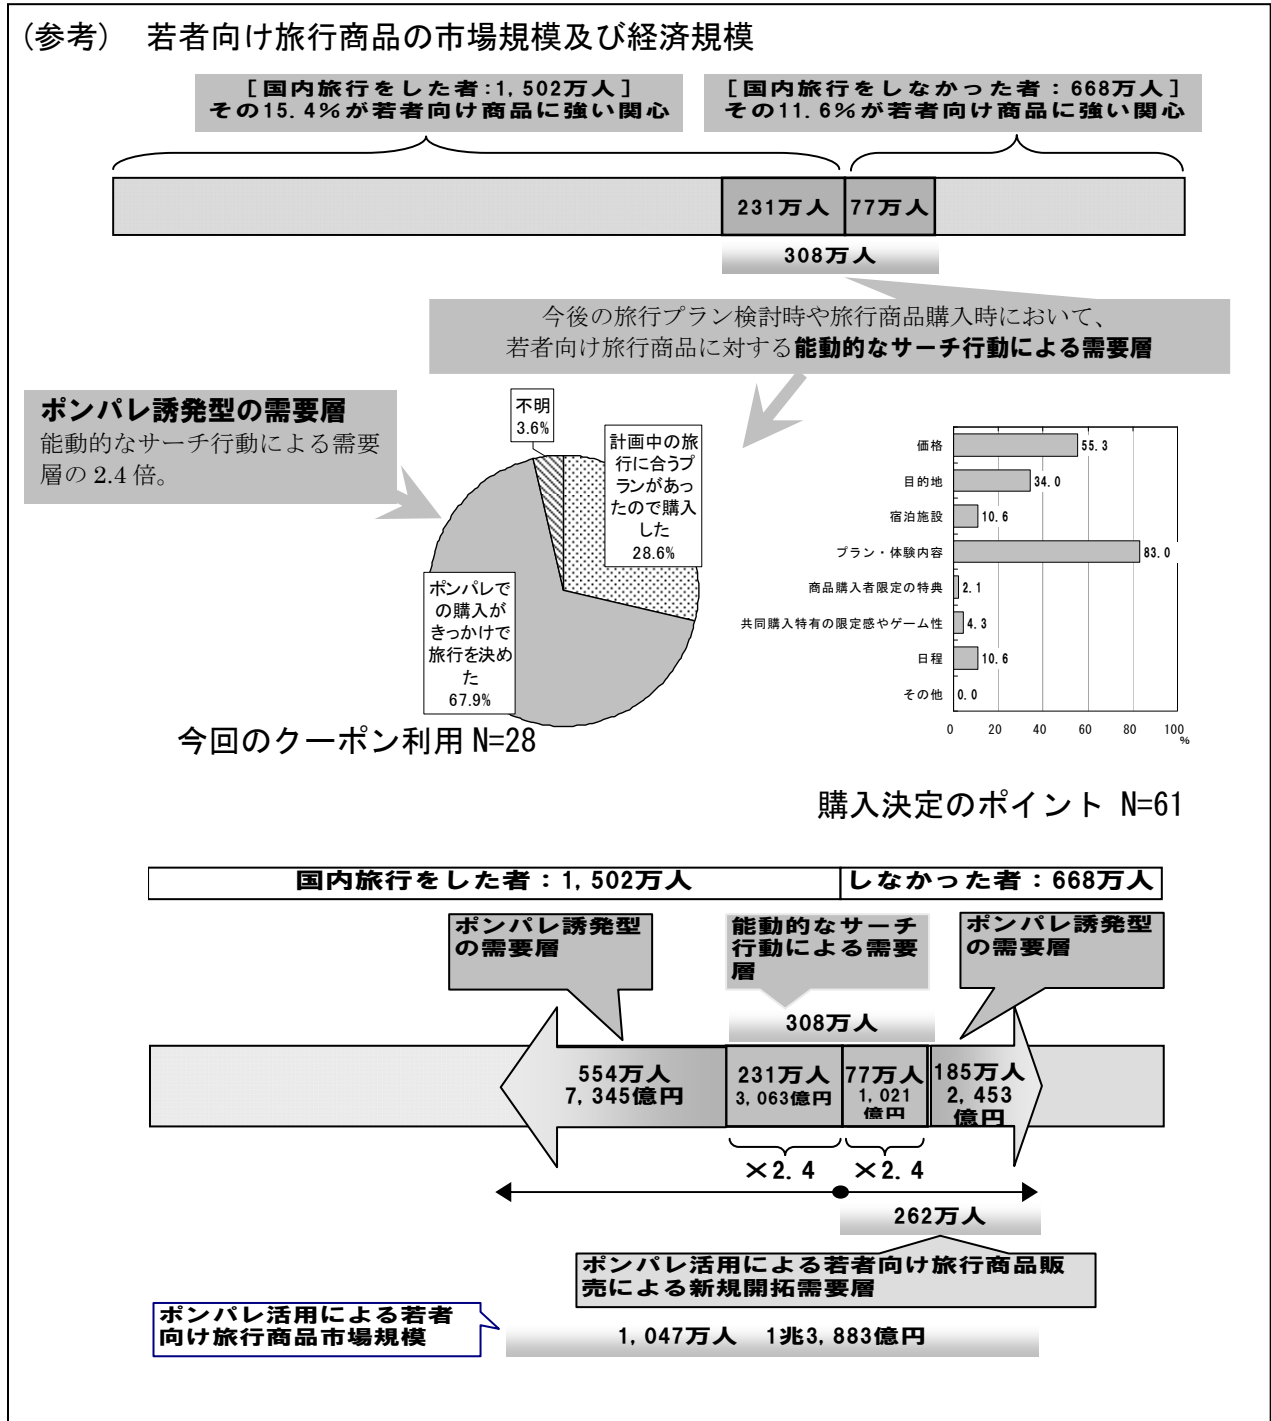 (参考) 若者向け旅行商品の市場規模及び経済規模
[国内旅行をした者:1,502万人]
その15.4%が若者向け商品に強い関心
[国内旅行をしなかった者:668万人]
その11.6%が若者向け商品に強い関心
231万人
77万人
308万人
今後の旅行プラン検討時や旅行商品購入時において、
若者向け旅行商品に対する能動的なサーチ行動による需要層
ポンパレ誘発型の需要層
能動的なサーチ行動による需要
層の 2.4 倍。
不明
3.6%
計画中の旅
行に合うプ
ランがあっ
たので購入
した
28.6%
ポンパレで
の購入が
きっかけで
旅行を決め
た
67.9%
今回のクーポン利用 N=28
価格
55.3
目的地
34.0
宿泊施設
10.6
プラン・体験内容
83.0
商品購入者限定の特典
2.1
共同購入特有の限定感やゲーム性
4.3
日程
10.6
その他
0.0
0 20 40 60 80 100
%
購入決定のポイント N=61
国内旅行をした者:1,502万人
しなかった者:668万人
ポンパレ誘発型
の需要層
能動的なサーチ
行動による需要
層
ポンパレ誘発型
の需要層
308万人
554万人
7,345億円
231万人
3,063億円
77万人
1,021
億円
185万人
2,453
億円
×2.4
×2.4
262万人
ポンパレ活用による若者向け旅行商品販
売による新規開拓需要層
ポンパレ活用による若者
向け旅行商品市場規模
1,047万人 1兆3,883億円